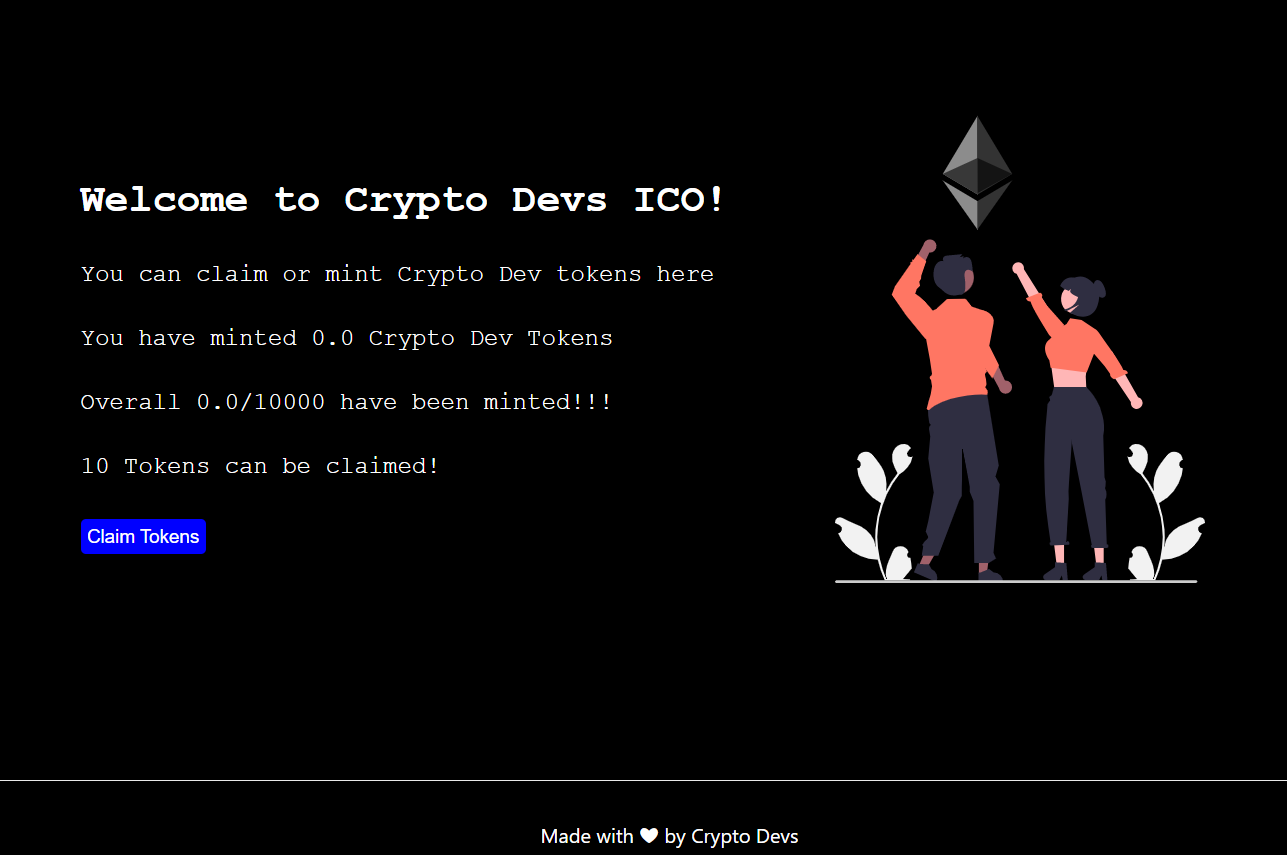 Welcome to Crypto Devs ICO!
You can claim or mint Crypto Dev tokens here
You have minted 0.0 Crypto Dev Tokens
Overall 0.0/10000 have been minted!!!
10 Tokens can be claimed!
Claim Tokens
Made with ❤ by Crypto Devs